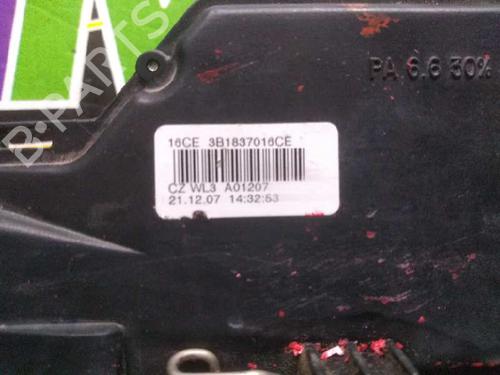 PA 6.6 30%
16CE 3B1837016CE
CZ WL3 A01207
21.12.07 14:32:53
B-PARTS